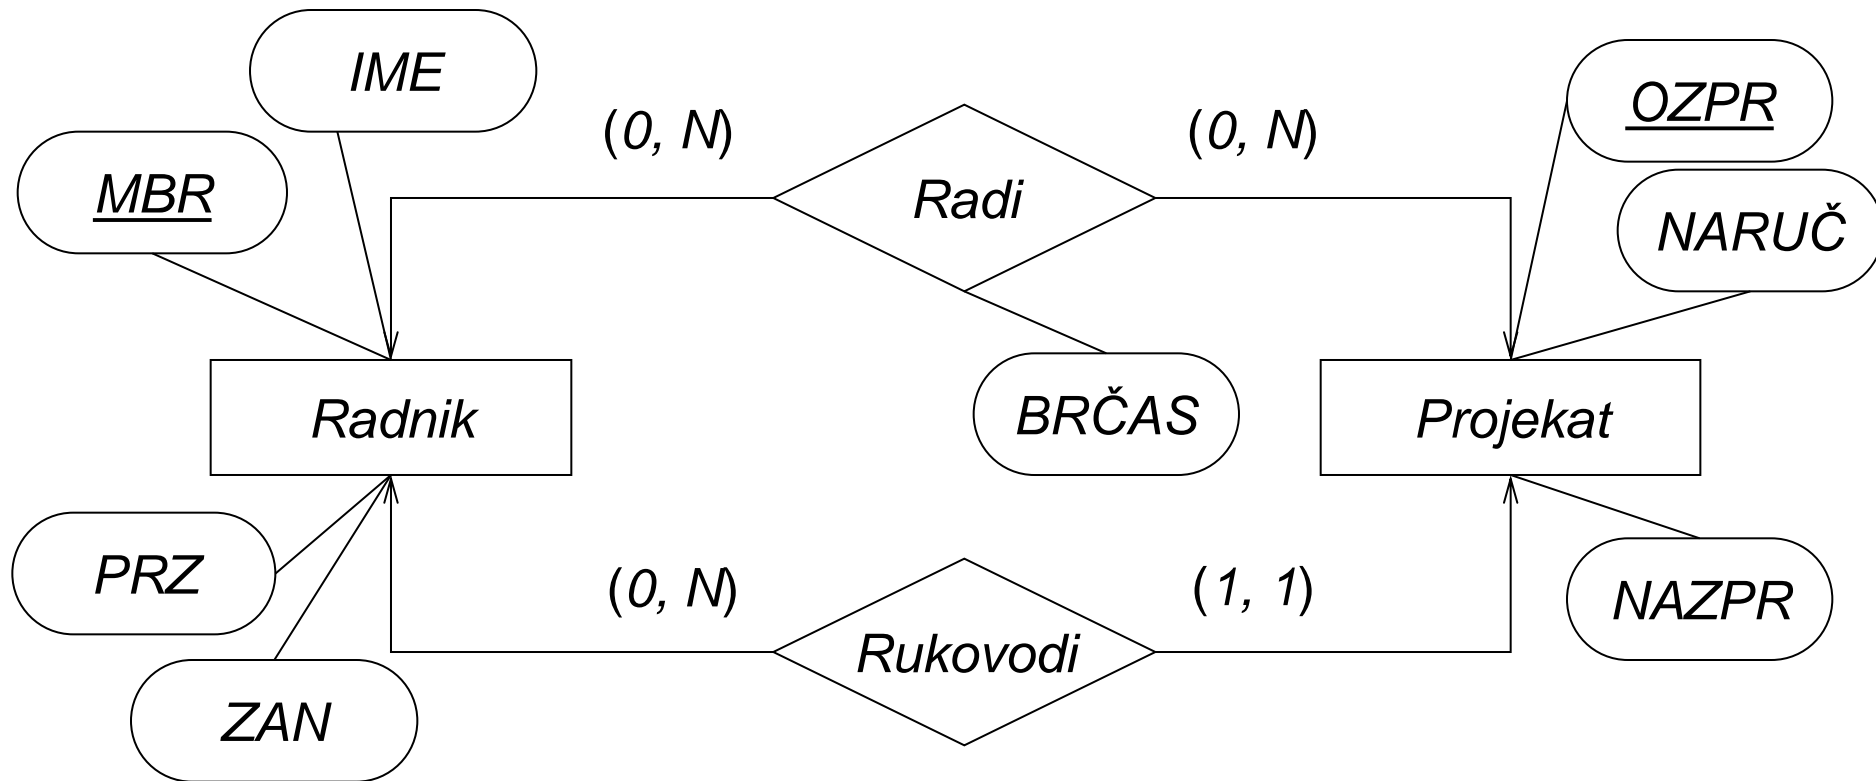 IME
OZPR
(0, N)
(0, N)
MBR
Radi
NARUČ
Radnik
BRČAS
Projekat
PRZ
(0, N)
(1, 1)
NAZPR
Rukovodi
ZAN